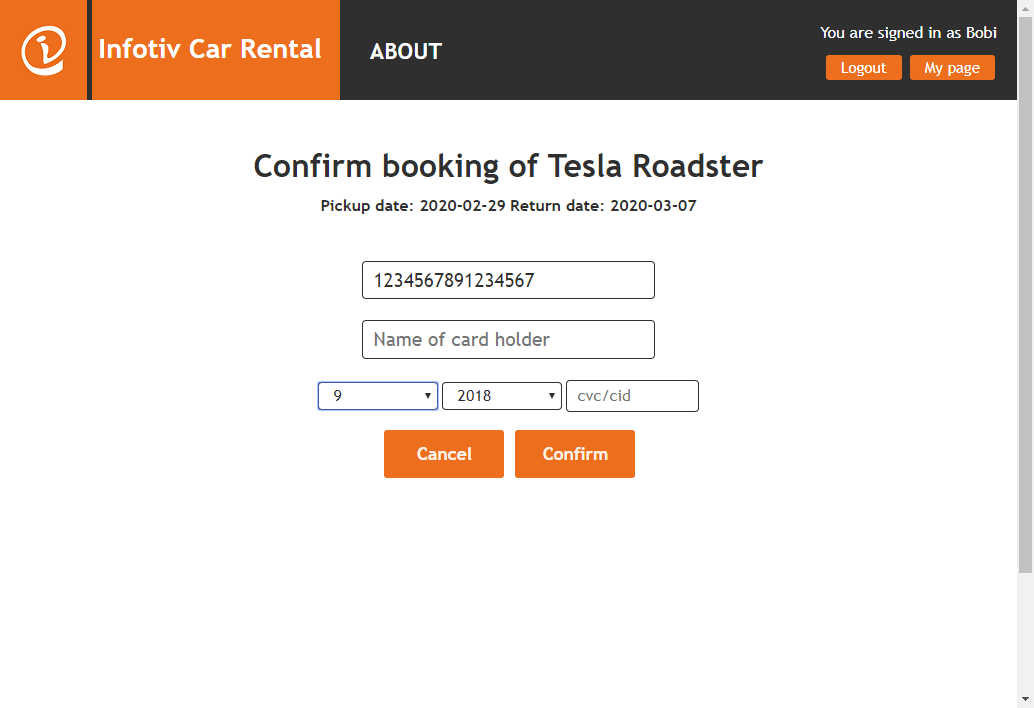 Infotiv Car Rental
ABOUT
You are signed in as Bobi
Logout
My page
Confirm booking of Tesla Roadster
Pickup date: 2020-02-29 Return date: 2020-03-07
1234567891234567
Name of card holder
9
2018
cvc/cid
Cancel
Confirm